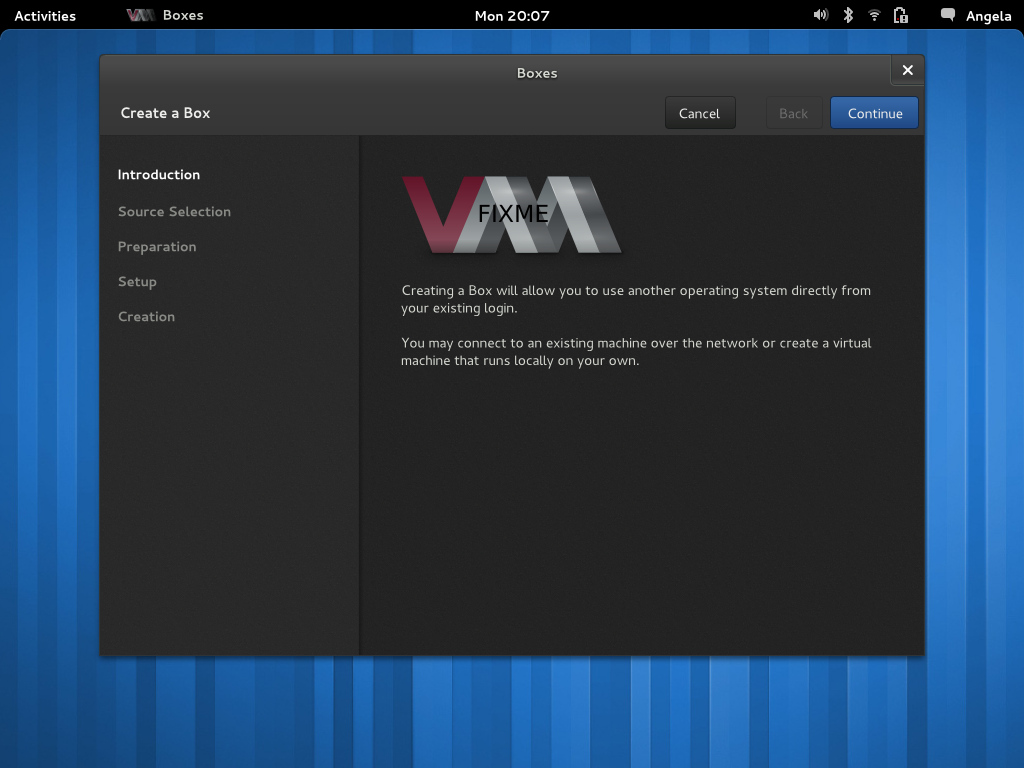 Activities
Boxes
Mon 20:07
Angela
Boxes
Create a Box
Cancel
Back
Continue
Introduction
Source Selection
Preparation
Setup
Creation
VM
FIXME
Creating a Box will allow you to use another operating system directly from
your existing login.
You may connect to an existing machine over the network or create a virtual
machine that runs locally on your own.